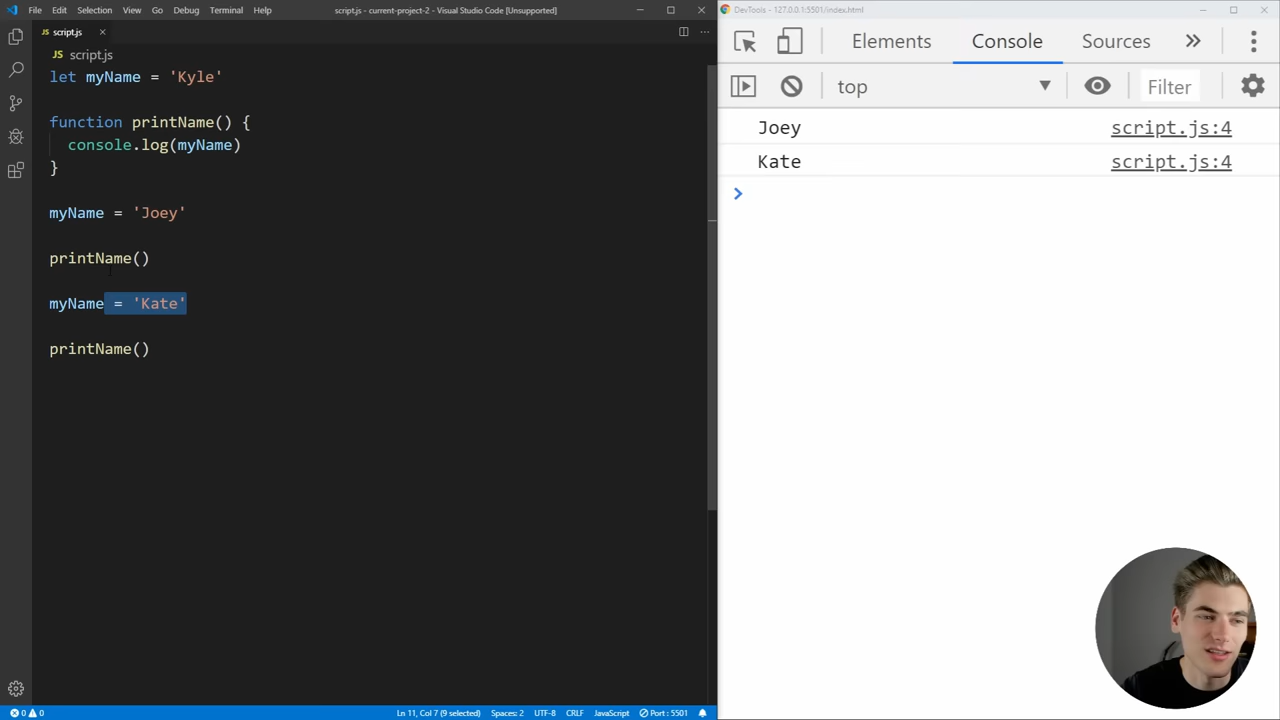 File Edit Selection View Go Debug Terminal Help
script.js - current-project-2 - Visual Studio Code [Unsupported]
JS script.js ×
JS script.js
let myName = 'Kyle'
function printName() {
console.log(myName)
}
myName = 'Joey'
printName()
myName = 'Kate'
printName()
0 0
Ln 11, Col 7 (9 selected) Spaces: 2 UTF-8 CRLF JavaScript Port : 5501
DevTools - 127.0.0.1:5501/index.html
Elements Console Sources »
top Filter
Joey script.js:4
Kate script.js:4